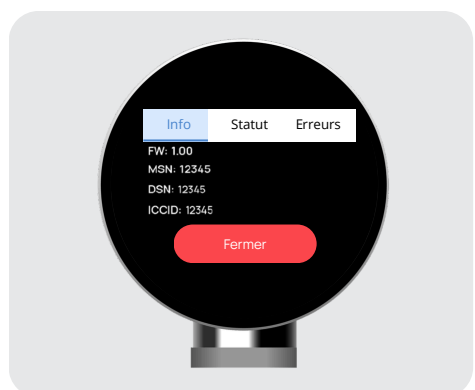 Info Statut Erreurs
FW: 1.00
MSN: 12345
DSN: 12345
ICCID: 12345
Fermer